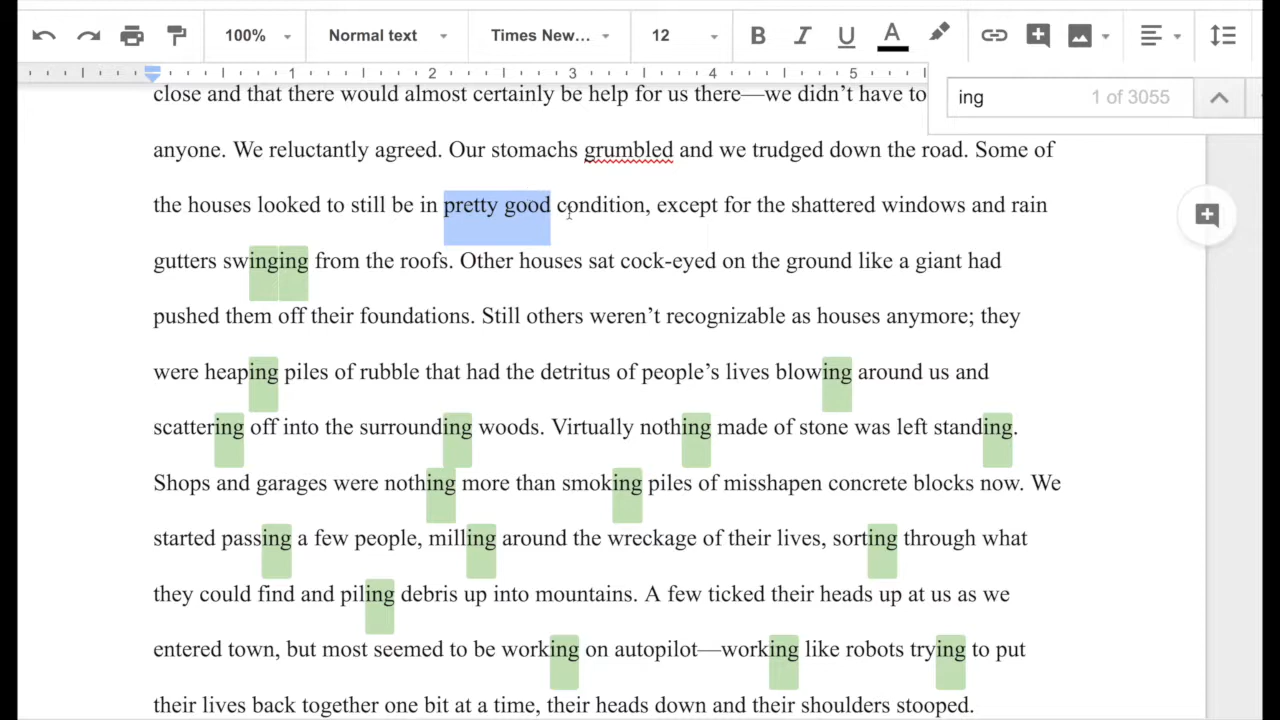 100% Normal text Times New... 12 B I U A
1 2 3 4 5
ing 1 of 3055
close and that there would almost certainly be help for us there—we didn't have to
anyone. We reluctantly agreed. Our stomachs grumbled and we trudged down the road. Some of
the houses looked to still be in pretty good condition, except for the shattered windows and rain
gutters swinging from the roofs. Other houses sat cock-eyed on the ground like a giant had
pushed them off their foundations. Still others weren't recognizable as houses anymore; they
were heaping piles of rubble that had the detritus of people's lives blowing around us and
scattering off into the surrounding woods. Virtually nothing made of stone was left standing.
Shops and garages were nothing more than smoking piles of misshapen concrete blocks now. We
started passing a few people, milling around the wreckage of their lives, sorting through what
they could find and piling debris up into mountains. A few ticked their heads up at us as we
entered town, but most seemed to be working on autopilot—working like robots trying to put
their lives back together one bit at a time, their heads down and their shoulders stooped.